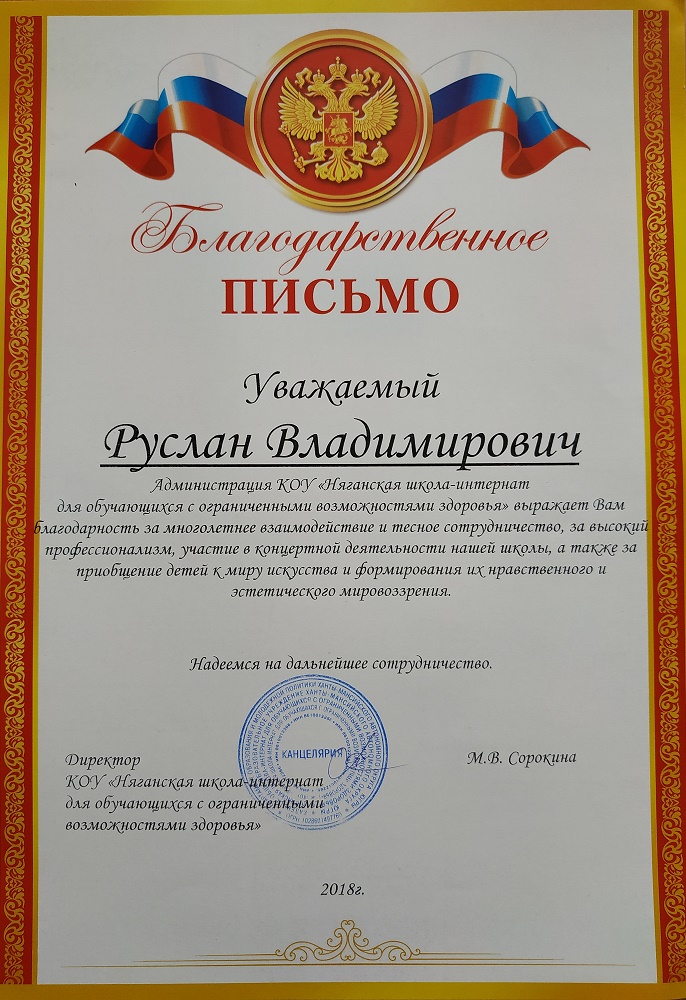 Благодарственное
ПИСЬМО
Уважаемый
Руслан Владимирович
Администрация КОУ «Няганская школа-интернат
для обучающихся с ограниченными возможностями здоровья» выражает Вам
благодарность за многолетнее взаимодействие и тесное сотрудничество, за высокий
профессионализм, участие в концертной деятельности нашей школы, а также за
приобщение детей к миру искусства и формирования их нравственного и
эстетического мировоззрения.
Надеемся на дальнейшее сотрудничество.
КАНЦЕЛЯРИЯ
Директор
М.В. Сорокина
КОУ «Няганская школа-интернат
для обучающихся с ограниченными
возможностями здоровья»
2018г.